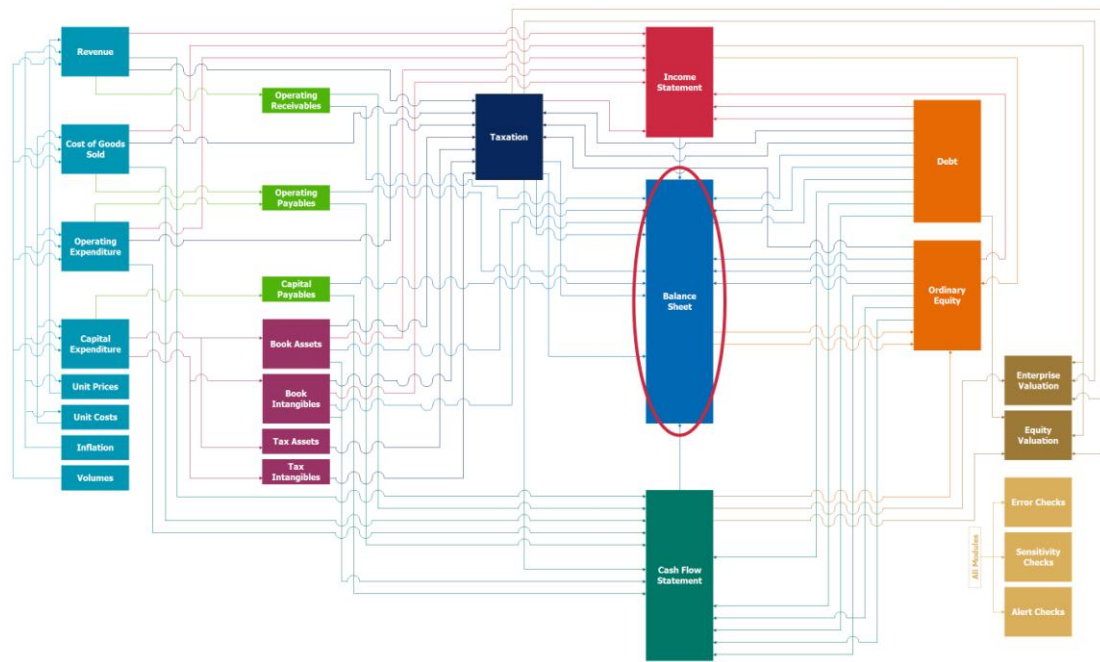 Revenue
Cost of Goods
Sold
Operating
Expenditure
Capital
Expenditure
Unit Prices
Unit Costs
Inflation
Volumes
Operating
Receivables
Operating
Payables
Capital
Payables
Book Assets
Book
Intangibles
Tax Assets
Tax
Intangibles
Taxation
Income
Statement
Balance
Sheet
Cash Flow
Statement
Debt
Ordinary
Equity
Enterprise
Valuation
Equity
Valuation
All Modules
Error Checks
Sensitivity
Checks
Alert Checks